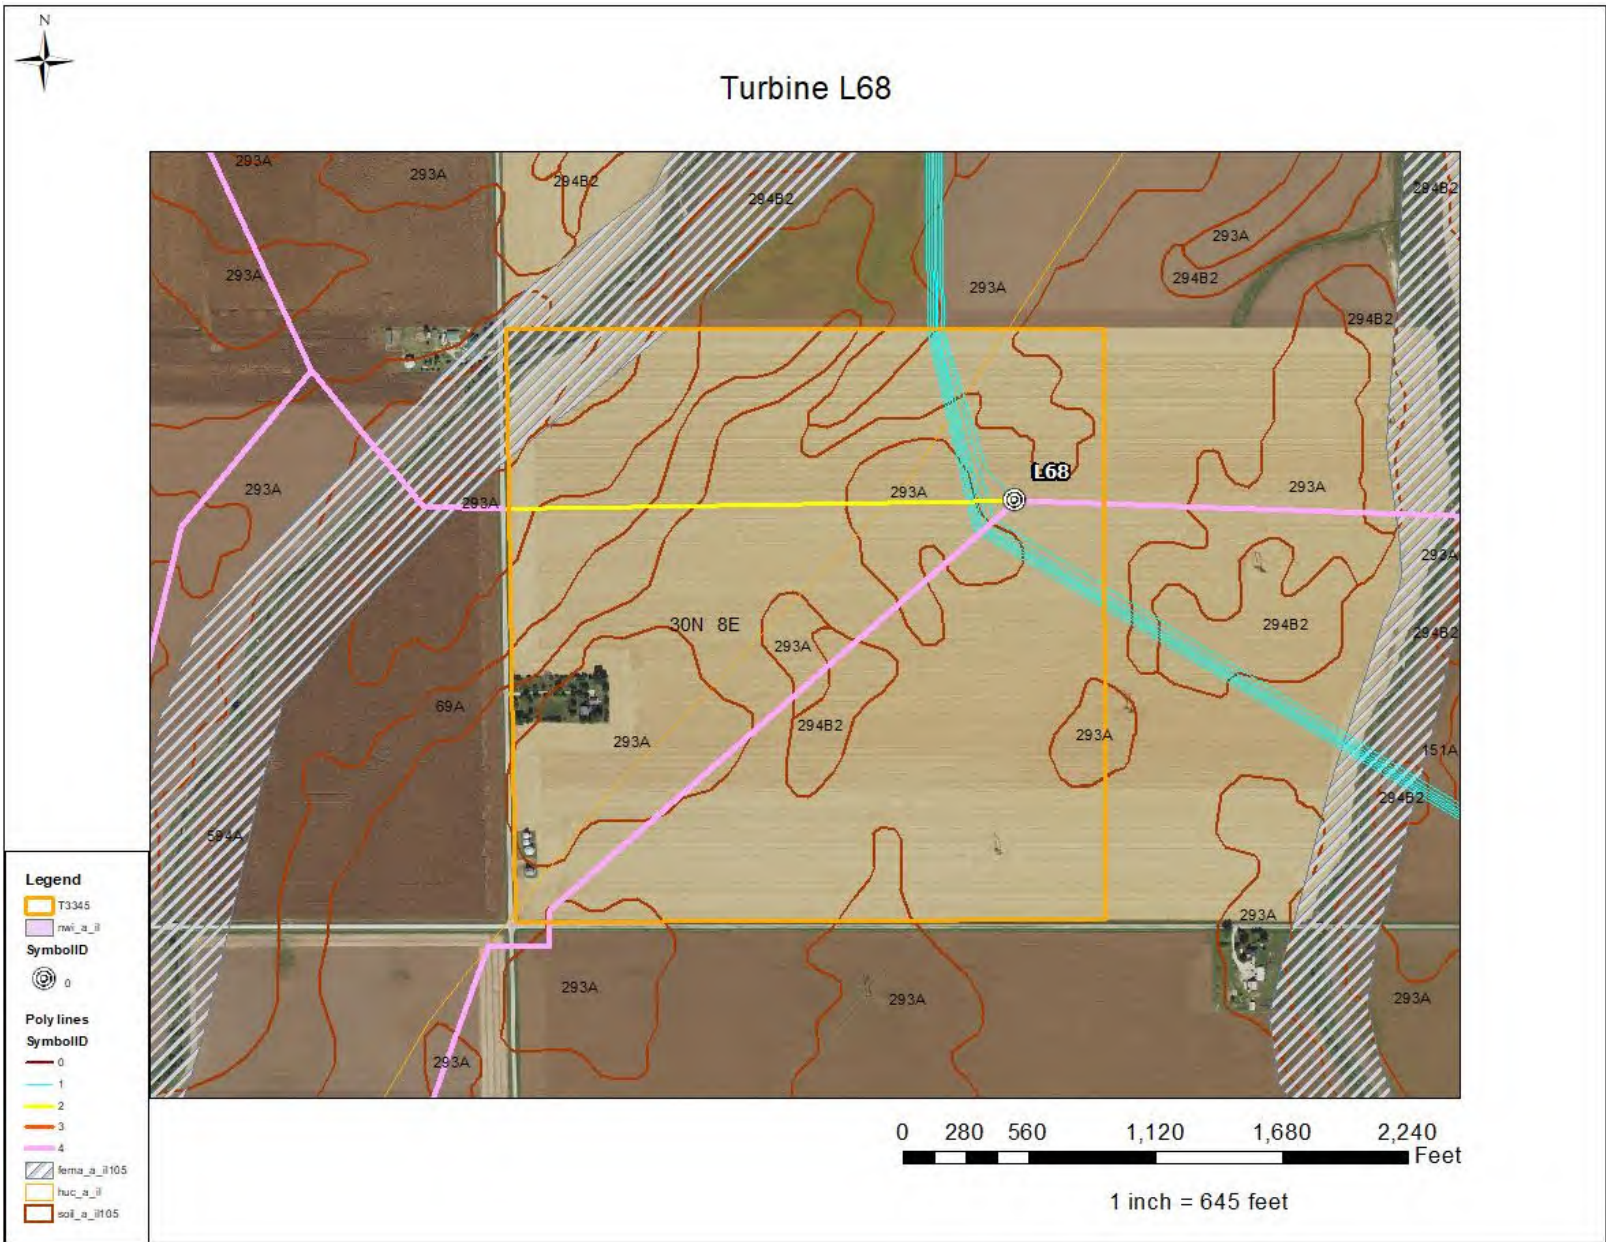 N
Turbine L68
293A
293A
294B2
294B2
294B2
293A
293A
294B2
293A
294B2
L68
293A
293A
293A
293A
293A
30N 8E
294B2
294B2
293A
69A
294B2
293A
293A
151A
294B2
594A
293A
293A
293A
293A
293A
Legend
T3345
nwi_a_il
SymbolID
0
Poly lines
SymbolID
0
1
2
3
4
fema_a_il105
huc_a_il
soil_a_il105
0 280 560 1,120 1,680 2,240
Feet
1 inch = 645 feet